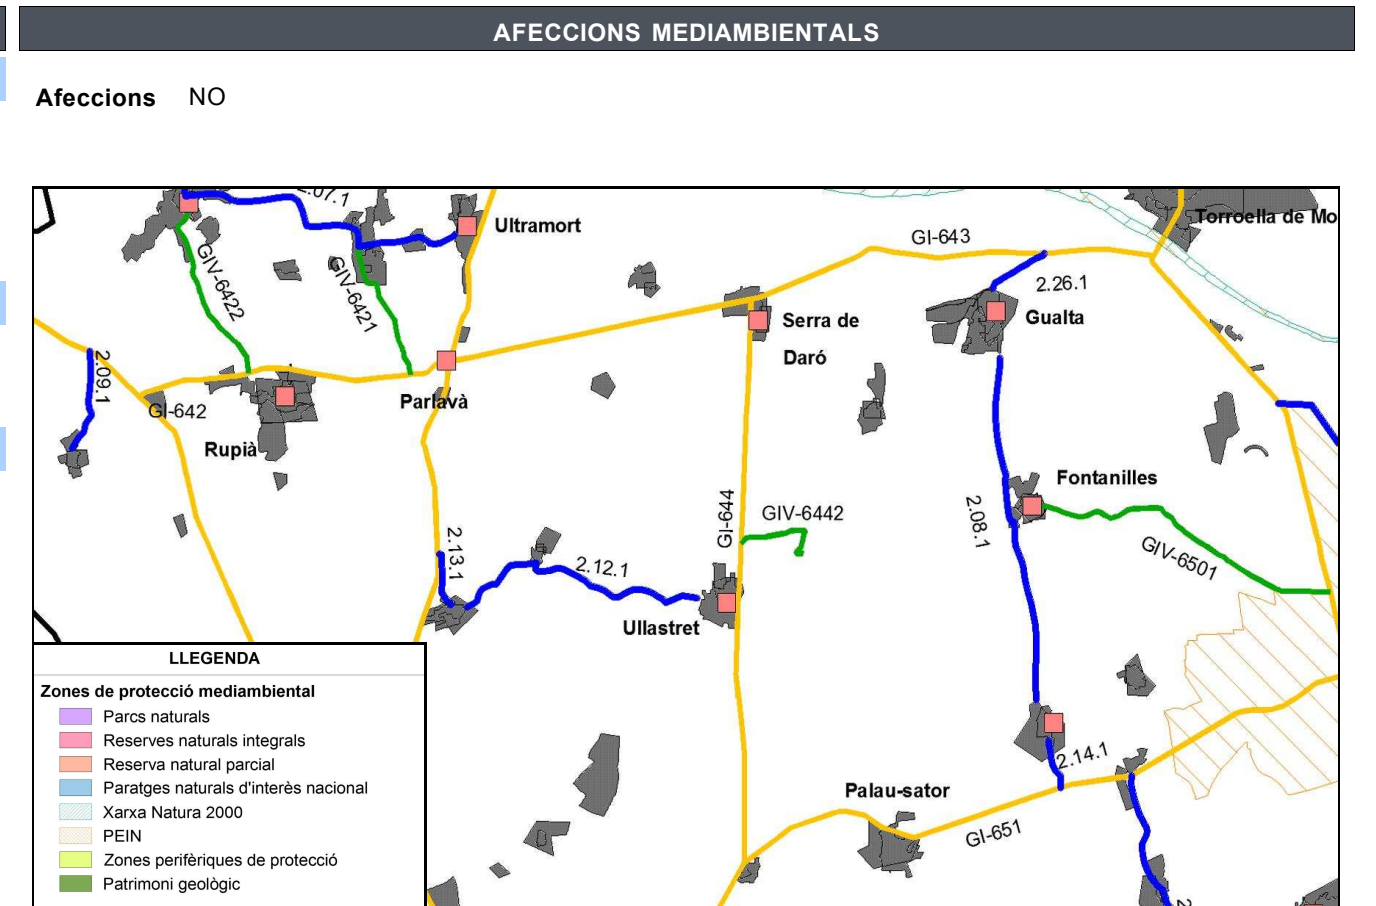 AFECCIONS MEDIAMBIENTALS
Afeccions NO
2.07.1
Ultramort
Torroella de Mo
GI-643
GIV-6422
GIV-6421
2.26.1
Serra de
Daró
Gualta
2.09.1
GI-642
Parlavà
Rupià
Fontanilles
GI-644
GIV-6442
2.08.1
GIV-6501
2.13.1
2.12.1
Ullastret
2.14.1
Palau-sator
GI-651
LLEGENDA
Zones de protecció mediambiental
Parcs naturals
Reserves naturals integrals
Reserva natural parcial
Paratges naturals d'interès nacional
Xarxa Natura 2000
PEIN
Zones perifèriques de protecció
Patrimoni geològic